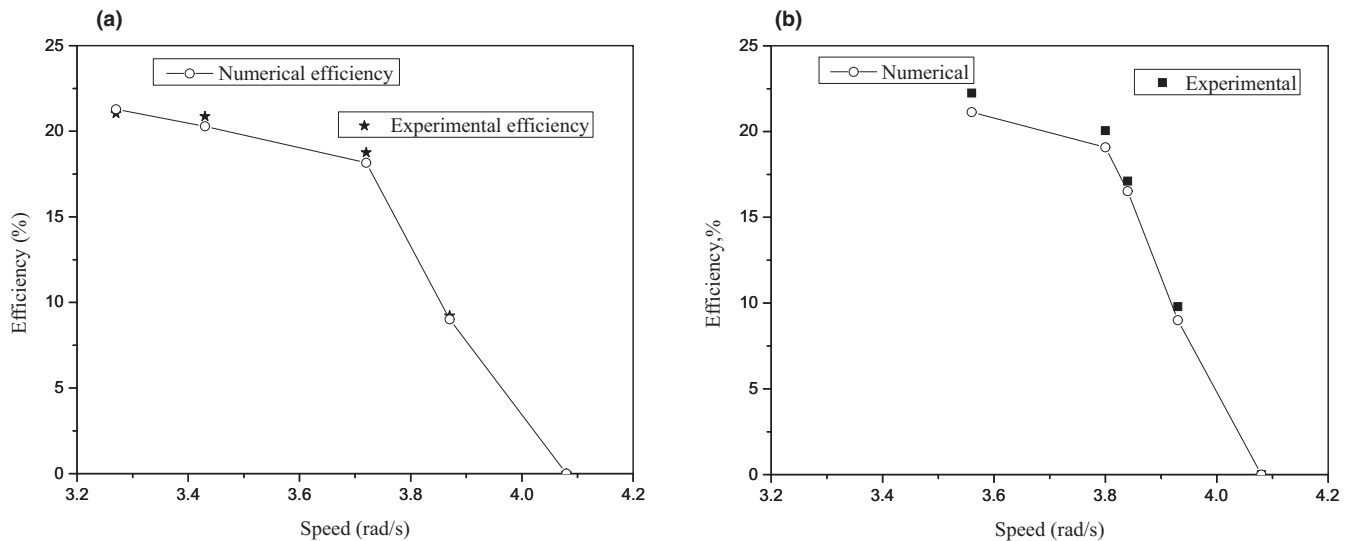 (a)
25
20
15
10
5
0
3.2
3.4
3.6
3.8
4.0
4.2
Efficiency (%)
Speed (rad/s)
Numerical efficiency
Experimental efficiency
(b)
25
20
15
10
5
0
3.2
3.4
3.6
3.8
4.0
4.2
Efficiency,%
Speed (rad/s)
Numerical
Experimental